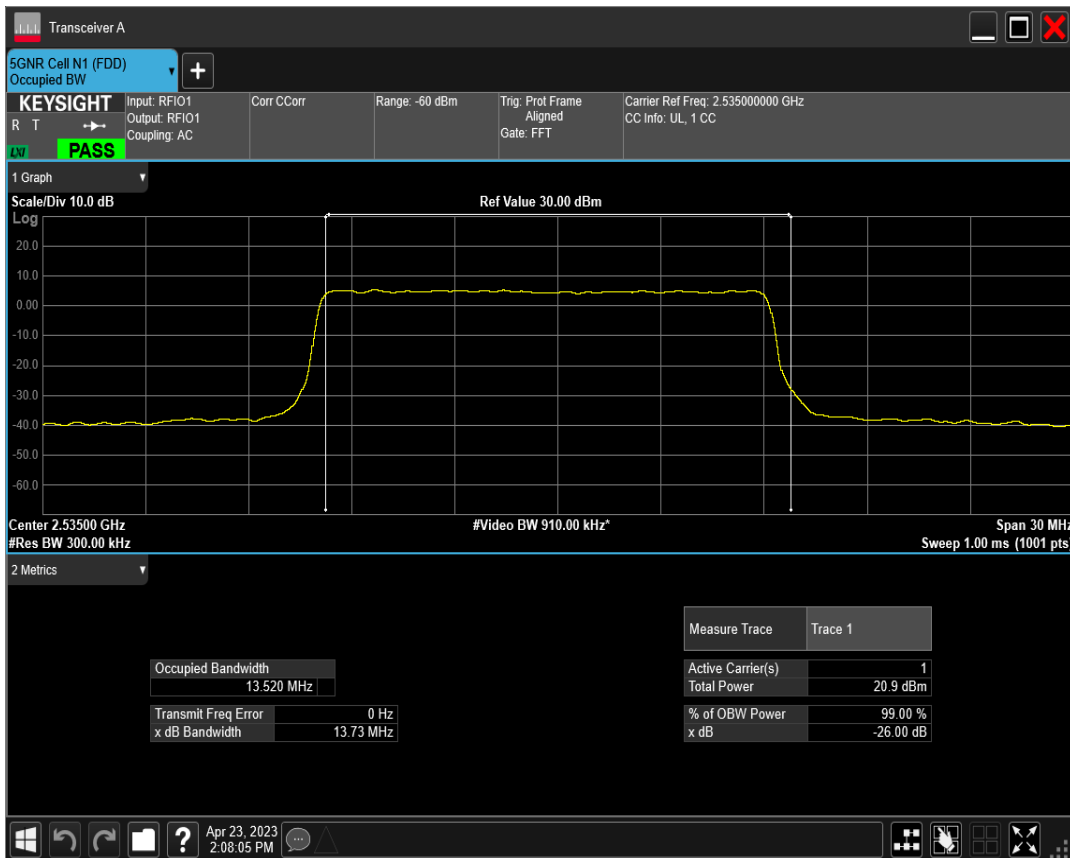 Transceiver A
5GNR Cell N1 (FDD)
Occupied BW
+
KEYSIGHT
R T
LXI
PASS
Input: RFIO1
Output: RFIO1
Coupling: AC
Corr CCorr
Range: -60 dBm
Trig: Prot Frame
Aligned
Gate: FFT
Carrier Ref Freq: 2.535000000 GHz
CC Info: UL, 1 CC
1 Graph
Scale/Div 10.0 dB
Ref Value 30.00 dBm
Log
20.0
10.0
0.00
-10.0
-20.0
-30.0
-40.0
-50.0
-60.0
Center 2.53500 GHz
#Video BW 910.00 kHz*
Span 30 MHz
#Res BW 300.00 kHz
Sweep 1.00 ms (1001 pts)
2 Metrics
Measure Trace Trace 1
Occupied Bandwidth
13.520 MHz
Active Carrier(s) 1
Total Power 20.9 dBm
Transmit Freq Error 0 Hz
x dB Bandwidth 13.73 MHz
% of OBW Power 99.00 %
x dB -26.00 dB
?
Apr 23, 2023
2:08:05 PM